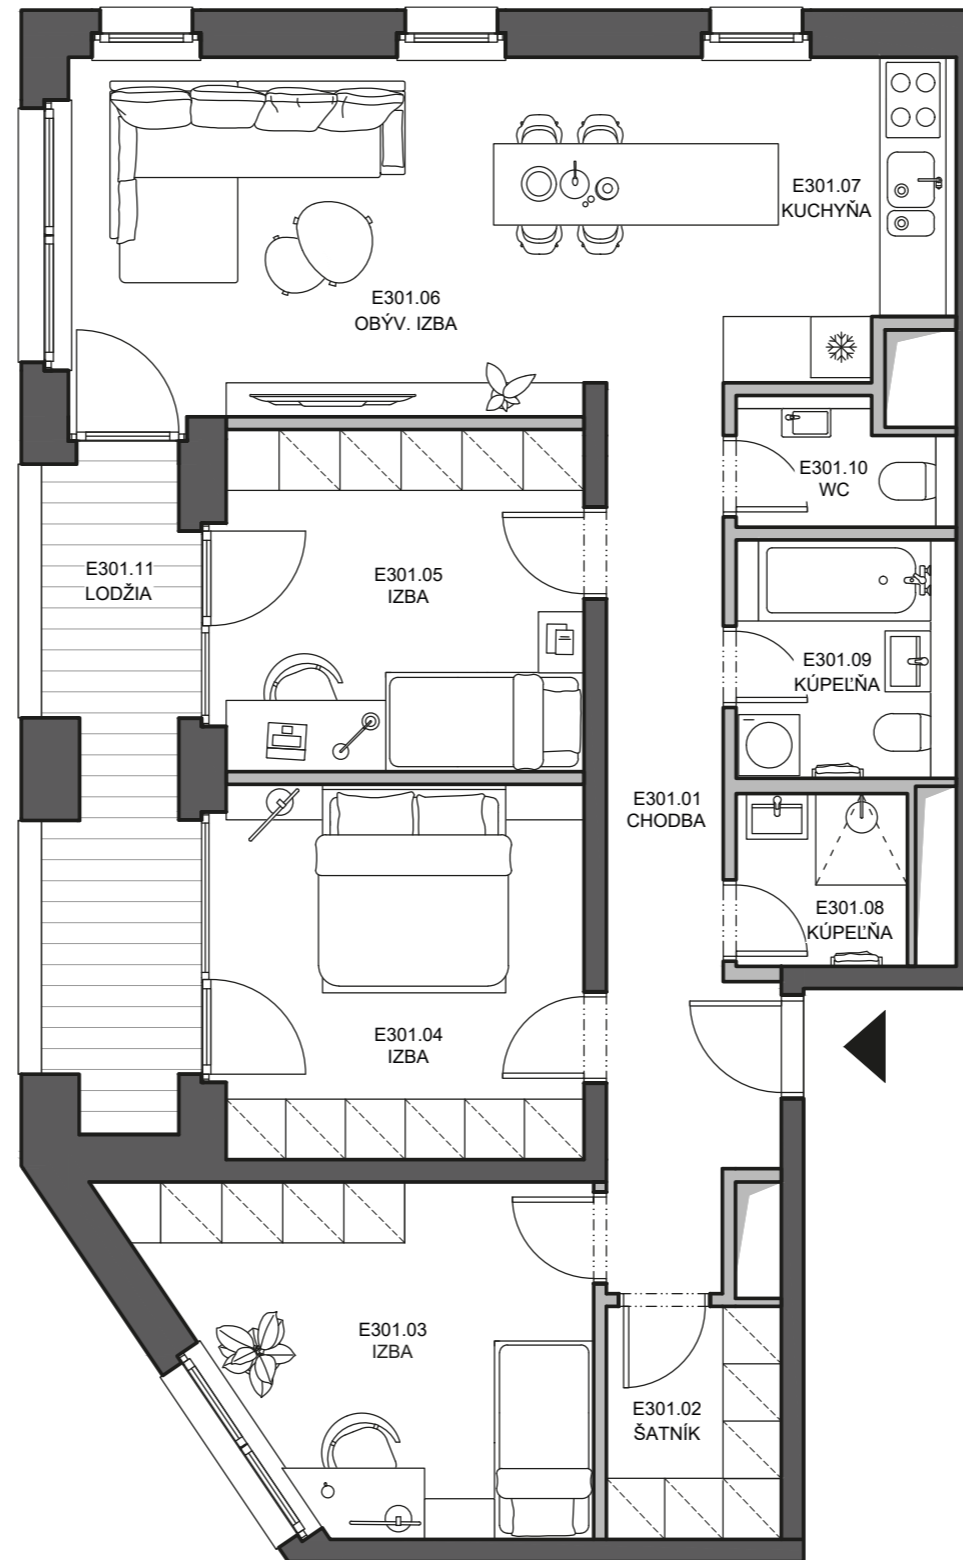 E301.07
KUCHYŇA
E301.06
OBÝV. IZBA
E301.10
WC
E301.11
LODŽIA
E301.05
IZBA
E301.09
KÚPEĽŇA
E301.01
CHODBA
E301.08
KÚPEĽŇA
E301.04
IZBA
E301.03
IZBA
E301.02
ŠATNÍK